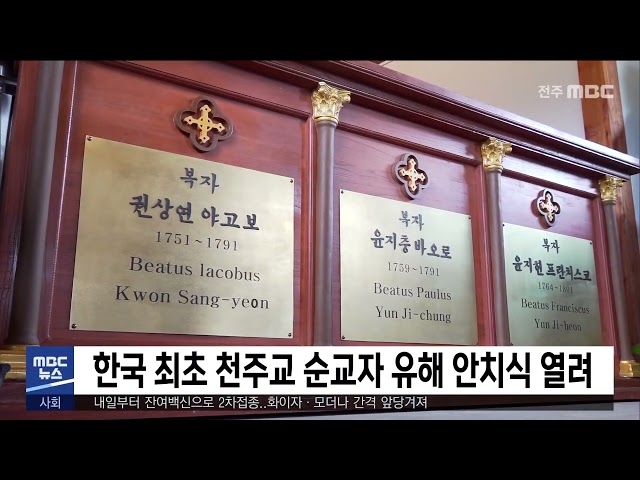 전주 MBC
복자
권상연 야고보
1751~1791
Beatus Iacobus
Kwon Sang-yeon
복자
윤지충 바오로
1759~1791
Beatus Paulus
Yun Ji-chung
복자
윤지헌 프란치스코
1764~1801
Beatus Franciscus
Yun Ji-heon
MBC
뉴스
한국 최초 천주교 순교자 유해 안치식 열려
사회
내일부터 잔여백신으로 2차접종..화이자·모더나 간격 앞당겨져